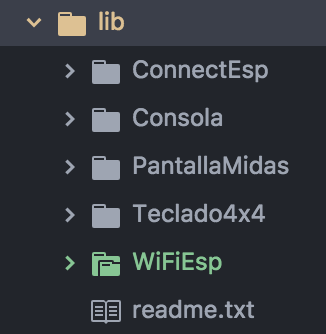 lib
ConnectEsp
Consola
PantallaMidas
Teclado4x4
WiFiEsp
readme.txt